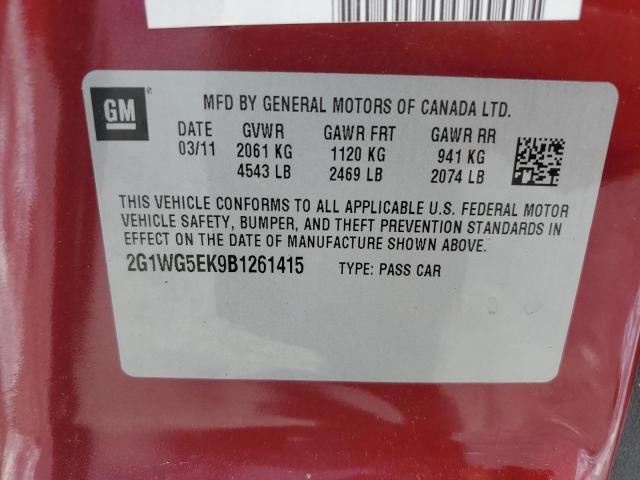 GM
MFD BY GENERAL MOTORS OF CANADA LTD.
DATE GVWR GAWR FRT GAWR RR
03/11 2061 KG 1120 KG 941 KG
4543 LB 2469 LB 2074 LB
THIS VEHICLE CONFORMS TO ALL APPLICABLE U.S. FEDERAL MOTOR
VEHICLE SAFETY, BUMPER, AND THEFT PREVENTION STANDARDS IN
EFFECT ON THE DATE OF MANUFACTURE SHOWN ABOVE.
2G1WG5EK9B1261415 TYPE: PASS CAR